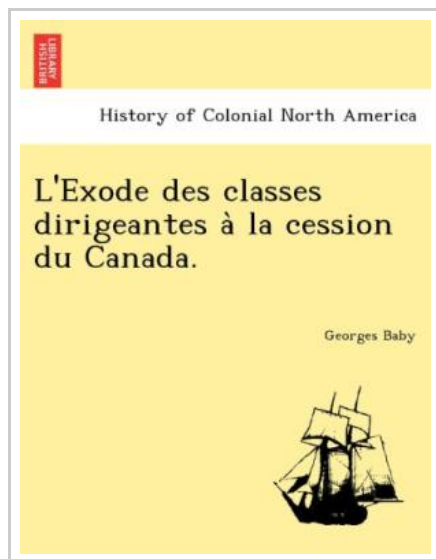 BRITISH
LIBRARY
History of Colonial North America
L'Exode des classes
dirigeantes à la cession
du Canada.
Georges Baby